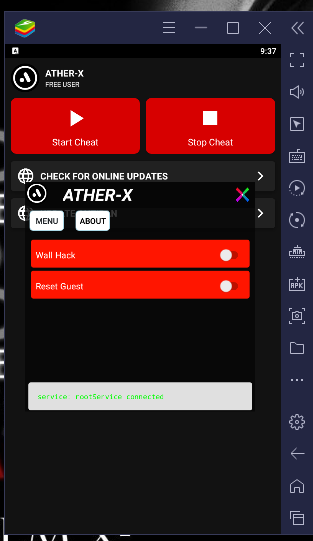 9:37
ATHER-X
FREE USER
Start Cheat
Stop Cheat
CHECK FOR ONLINE UPDATES
ATHER-X
MENU
ABOUT
Wall Hack
Reset Guest
service rootService connected
APK